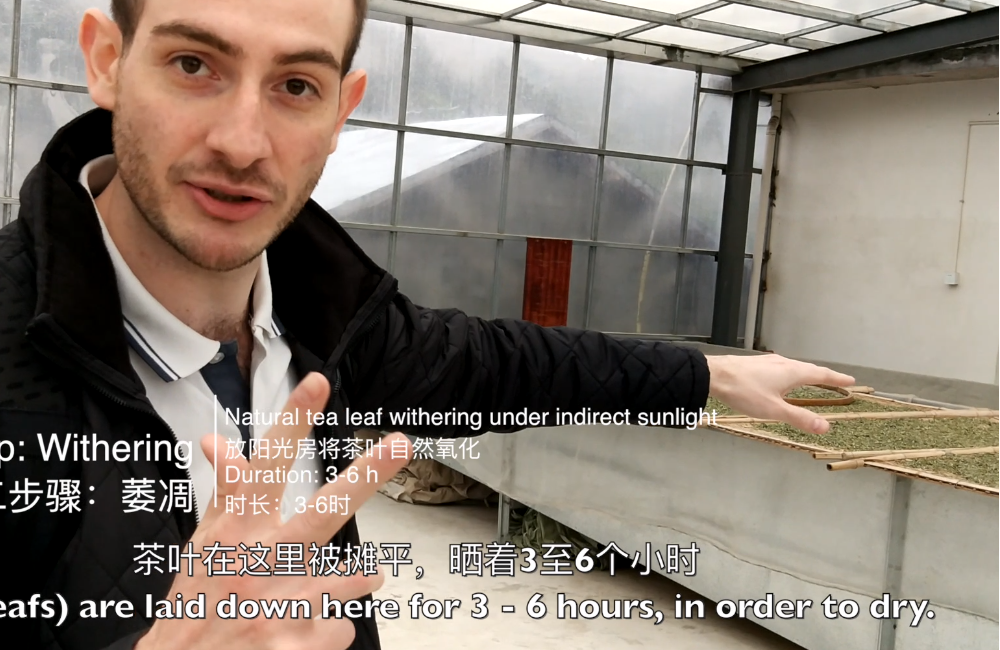 p: Withering
步骤：萎凋
Natural tea leaf withering under indirect sunlight
放阳光房将茶叶自然氧化
Duration: 3-6 h
时长：3-6时
茶叶在这里被摊平，晒着3至6个小时
eafs) are laid down here for 3 - 6 hours, in order to dry.